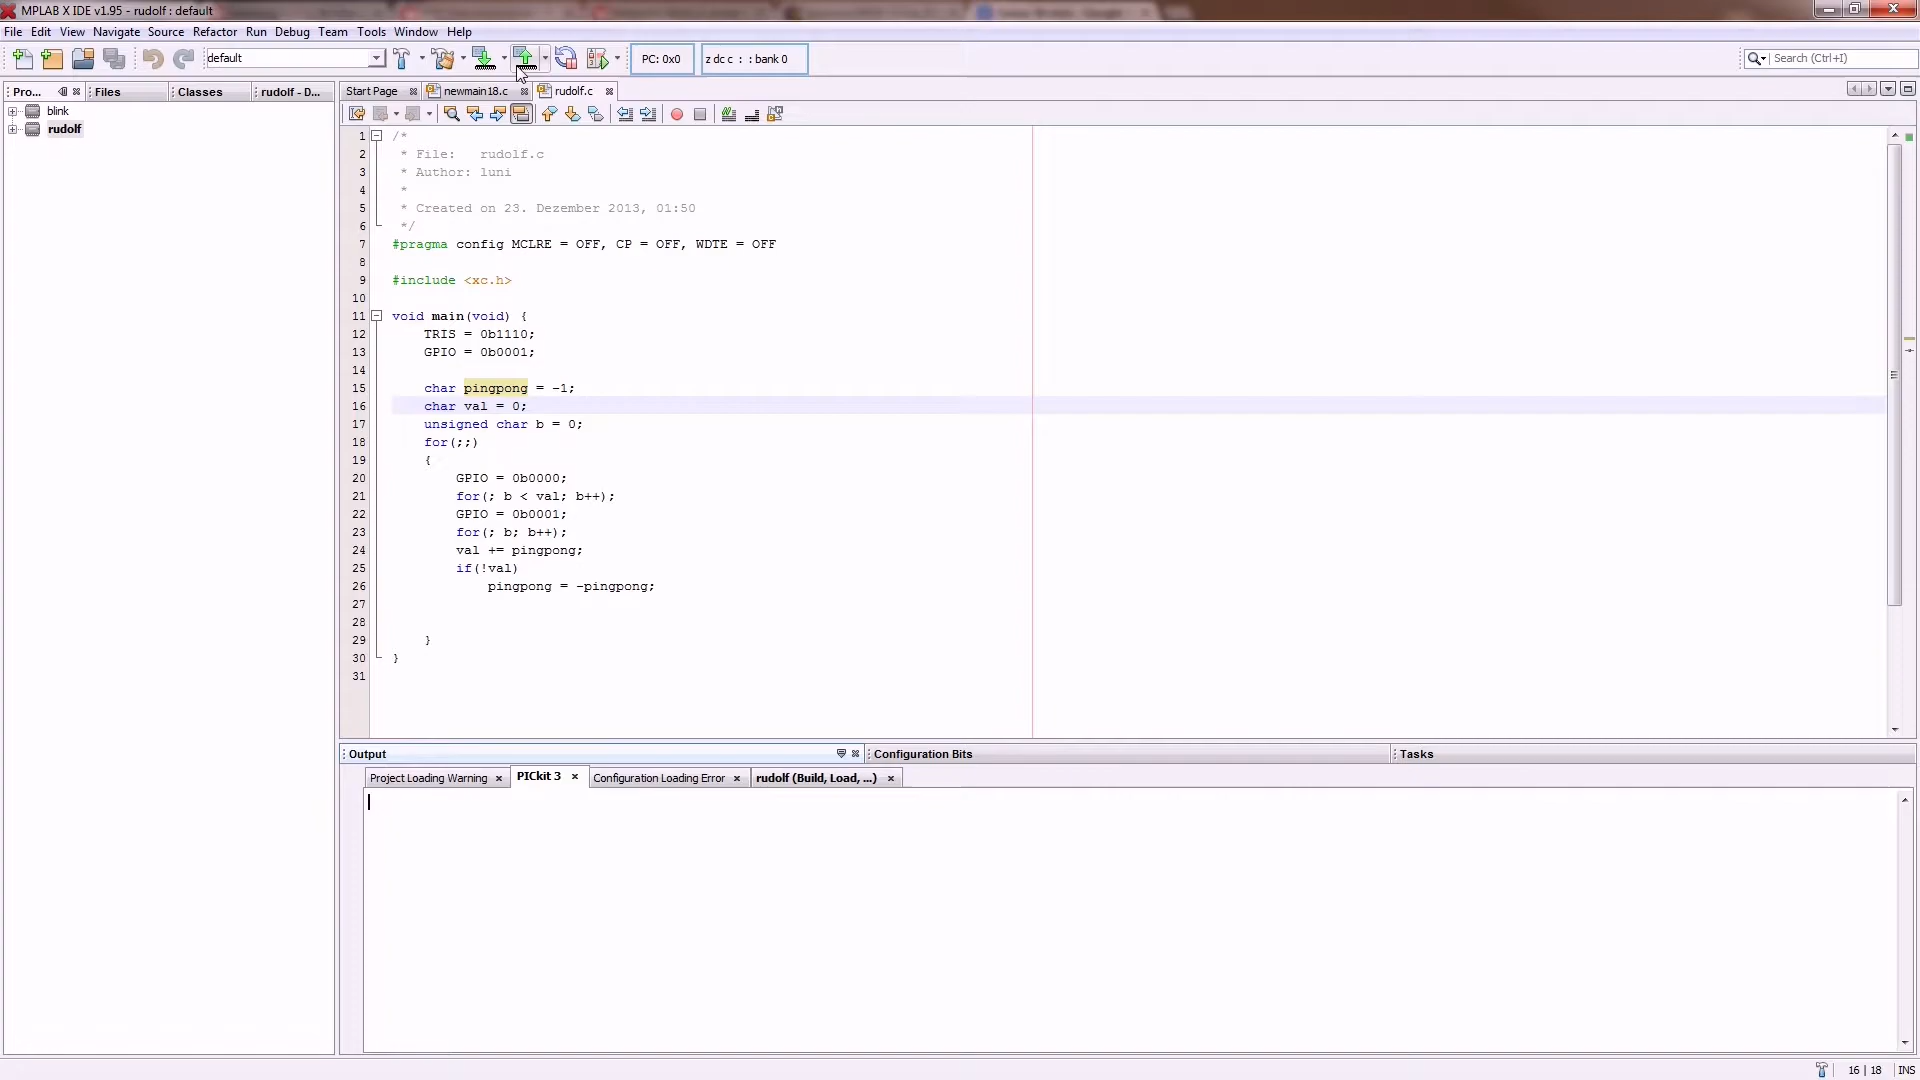 MPLAB X IDE v1.95 - rudolf : default
File Edit View Navigate Source Refactor Run Debug Team Tools Window Help
default
PC: 0x0
z dc c : : bank 0
Search (Ctrl+I)
Pro...
Files
Classes
rudolf - D...
Start Page
newmain18.c
rudolf.c
blink
rudolf
1 /*
2 * File: rudolf.c
3 * Author: luni
4 *
5 * Created on 23. Dezember 2013, 01:50
6 */
7 #pragma config MCLRE = OFF, CP = OFF, WDTE = OFF
8
9 #include <xc.h>
10
11 void main(void) {
12 TRIS = 0b1110;
13 GPIO = 0b0001;
14
15 char pingpong = -1;
16 char val = 0;
17 unsigned char b = 0;
18 for(;;)
19 {
20 GPIO = 0b0000;
21 for(; b < val; b++);
22 GPIO = 0b0001;
23 for(; b; b++);
24 val += pingpong;
25 if(!val)
26 pingpong = -pingpong;
27
28
29 }
30 }
31
Output
Configuration Bits
Tasks
Project Loading Warning
PICkit 3
Configuration Loading Error
rudolf (Build, Load, ...)
16 | 18 INS